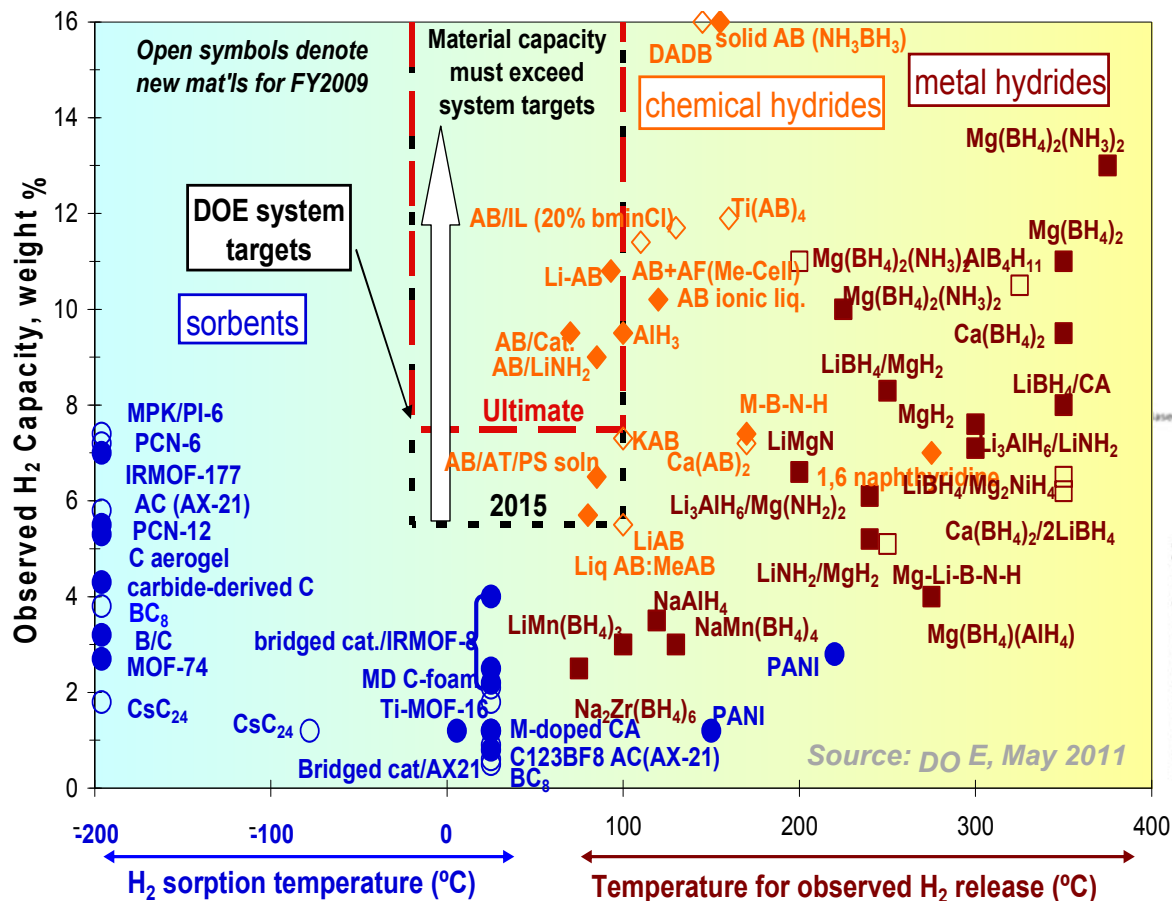 16
14
12
10
8
6
4
2
0
Observed H₂ Capacity, weight %
Open symbols denote
new mat'ls for FY2009
Material capacity
must exceed
system targets
DOE system
targets
sorbents
chemical hydrides
metal hydrides
solid AB (NH₃BH₃)
DADB
Mg(BH₄)₂(NH₃)₂
AB/IL (20% bminCl)
Ti(AB)₄
Mg(BH₄)₂
Li-AB
AB+AF(Me-Cell)
Mg(BH₄)₂(NH₃)₂
AlB₄H₁₁
AB ionic liq.
Mg(BH₄)₂(NH₃)₂
AB/Cat.
AlH₃
Ca(BH₄)₂
AB/LiNH₂
LiBH₄/MgH₂
LiBH₄/CA
Ultimate
M-B-N-H
MgH₂
MPK/PI-6
PCN-6
KAB
LiMgN
Li₃AlH₆/LiNH₂
IRMOF-177
AB/AT/PS soln
Ca(AB)₂
1,6 naphthyridine
LiBH₄/Mg₂NiH₄
AC (AX-21)
2015
Li₃AlH₆/Mg(NH₂)₂
PCN-12
LiAB
Ca(BH₄)₂/2LiBH₄
C aerogel
Liq AB:MeAB
LiNH₂/MgH₂
Mg-Li-B-N-H
carbide-derived C
BC₈
NaAlH₄
B/C
bridged cat./IRMOF-8
LiMn(BH₄)₃
NaMn(BH₄)₄
Mg(BH₄)(AlH₄)
MOF-74
MD C-foam
PANI
CsC₂₄
Ti-MOF-16
Na₂Zr(BH₄)₆
PANI
CsC₂₄
M-doped CA
Bridged cat/AX21
C123BF8 AC(AX-21)
BC₈
Source: DO E, May 2011
-200
-100
0
100
200
300
400
H₂ sorption temperature (ºC)
Temperature for observed H₂ release (ºC)